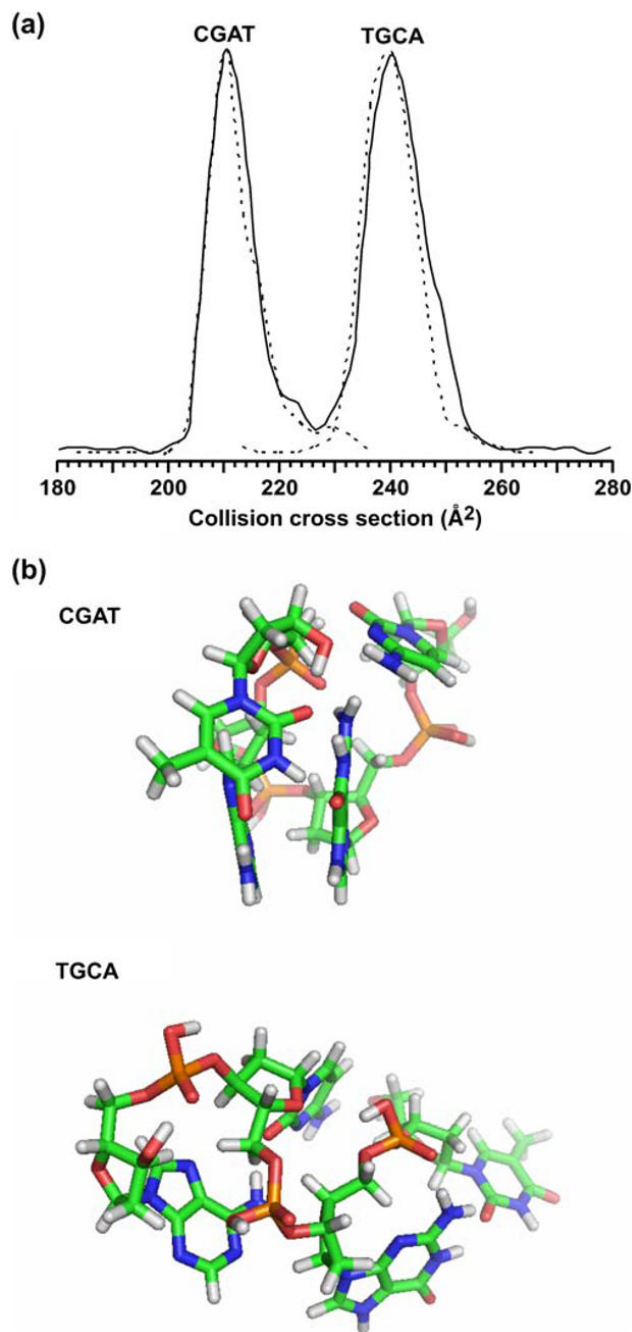 (a)
CGAT TGCA
180 200 220 240 260 280
Collision cross section (Å²)
(b)
CGAT
TGCA